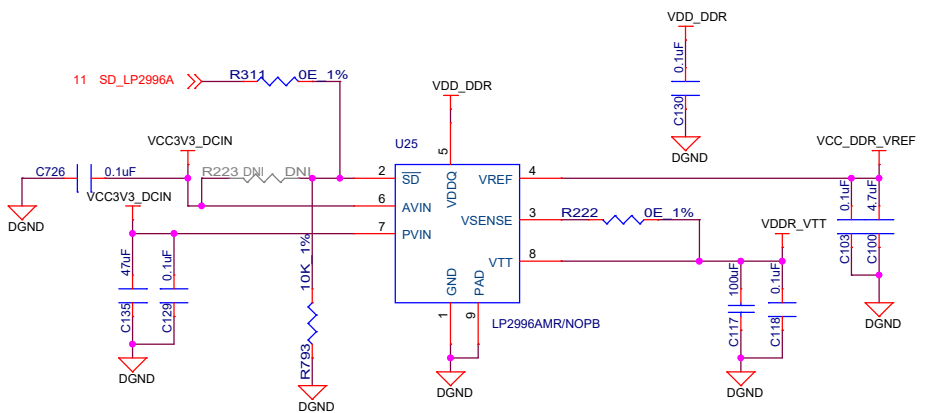 VDD_DDR
0.1uF
C130
DGND
11 SD_LP2996A
R311 0E_1%
VDD_DDR
VCC3V3_DCIN
C726 0.1uF
DGND
VCC3V3_DCIN
R223 DNI DNI
47uF
0.1uF
C135
C129
DGND
10K_1%
R793
DGND
U25
5
VDDQ
2 SD
6 AVIN
7 PVIN
VREF 4
VSENSE 3
VTT 8
GND
PAD
1
9
LP2996AMR/NOPB
DGND
R222 0E_1%
VCC_DDR_VREF
0.1uF
4.7uF
C103
C100
DGND
VDDR_VTT
100uF
0.1uF
C117
C118
DGND